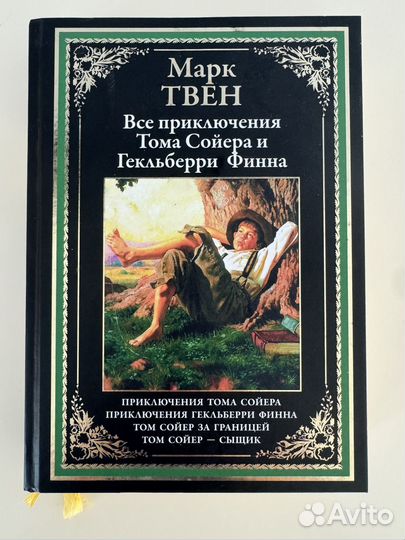 Марк
ТВЕН
Все приключения
Тома Сойера и
Гекльберри Финна
ПРИКЛЮЧЕНИЯ ТОМА СОЙЕРА
ПРИКЛЮЧЕНИЯ ГЕКЛЬБЕРРИ ФИННА
ТОМ СОЙЕР ЗА ГРАНИЦЕЙ
ТОМ СОЙЕР — СЫЩИК
Avito